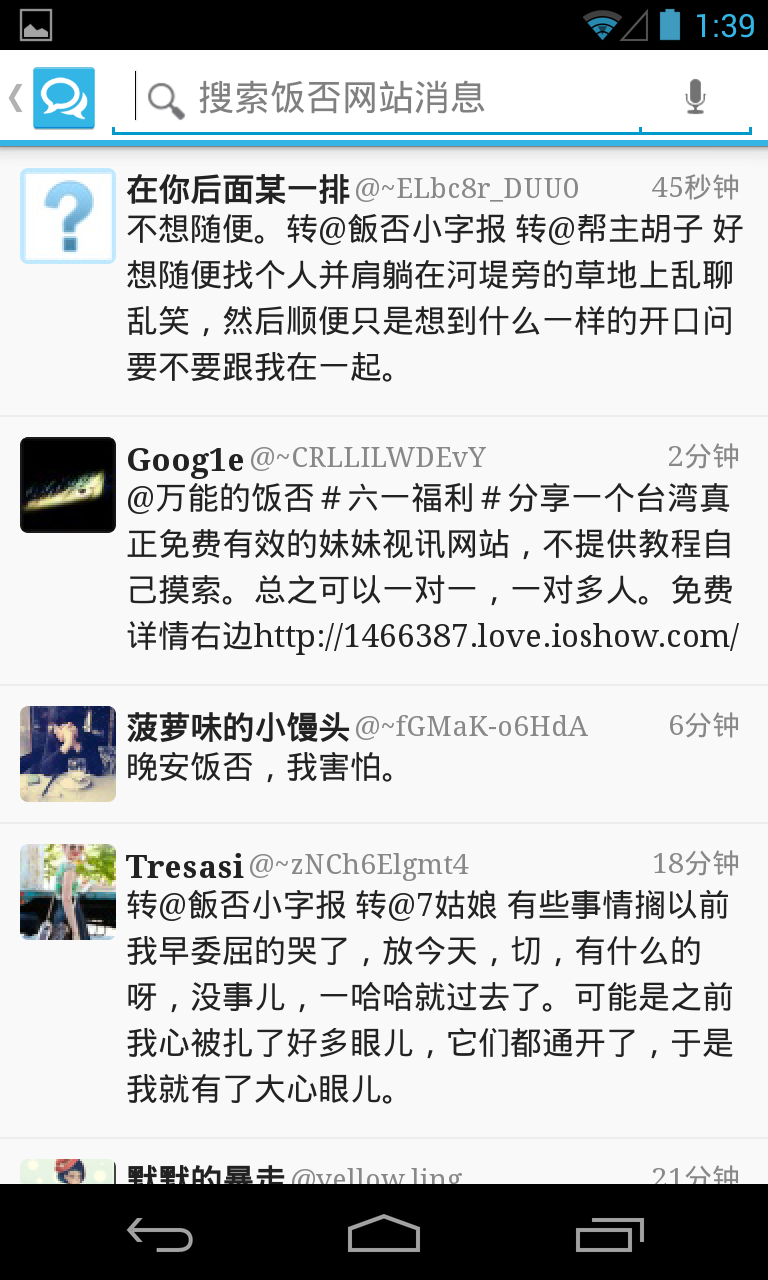 1:39
搜索饭否网站消息
在你后面某一排 @~ELbc8r_DUU0 45秒钟
不想随便。转@飯否小字报 转@帮主胡子 好
想随便找个人并肩躺在河堤旁的草地上乱聊
乱笑，然后顺便只是想到什么一样的开口问
要不要跟我在一起。
Goog1e @~CRLLILWDEvY 2分钟
@万能的饭否＃六一福利＃分享一个台湾真
正免费有效的妹妹视讯网站，不提供教程自
己摸索。总之可以一对一，一对多人。免费
详情右边http://1466387.love.ioshow.com/
菠萝味的小馒头 @~fGMaK-o6HdA 6分钟
晚安饭否，我害怕。
Tresasi @~zNCh6Elgmt4 18分钟
转@飯否小字报 转@7姑娘 有些事情搁以前
我早委屈的哭了，放今天，切，有什么的
呀，没事儿，一哈哈就过去了。可能是之前
我心被扎了好多眼儿，它们都通开了，于是
我就有了大心眼儿。
默默的暴走 @yellow.ling 21分钟